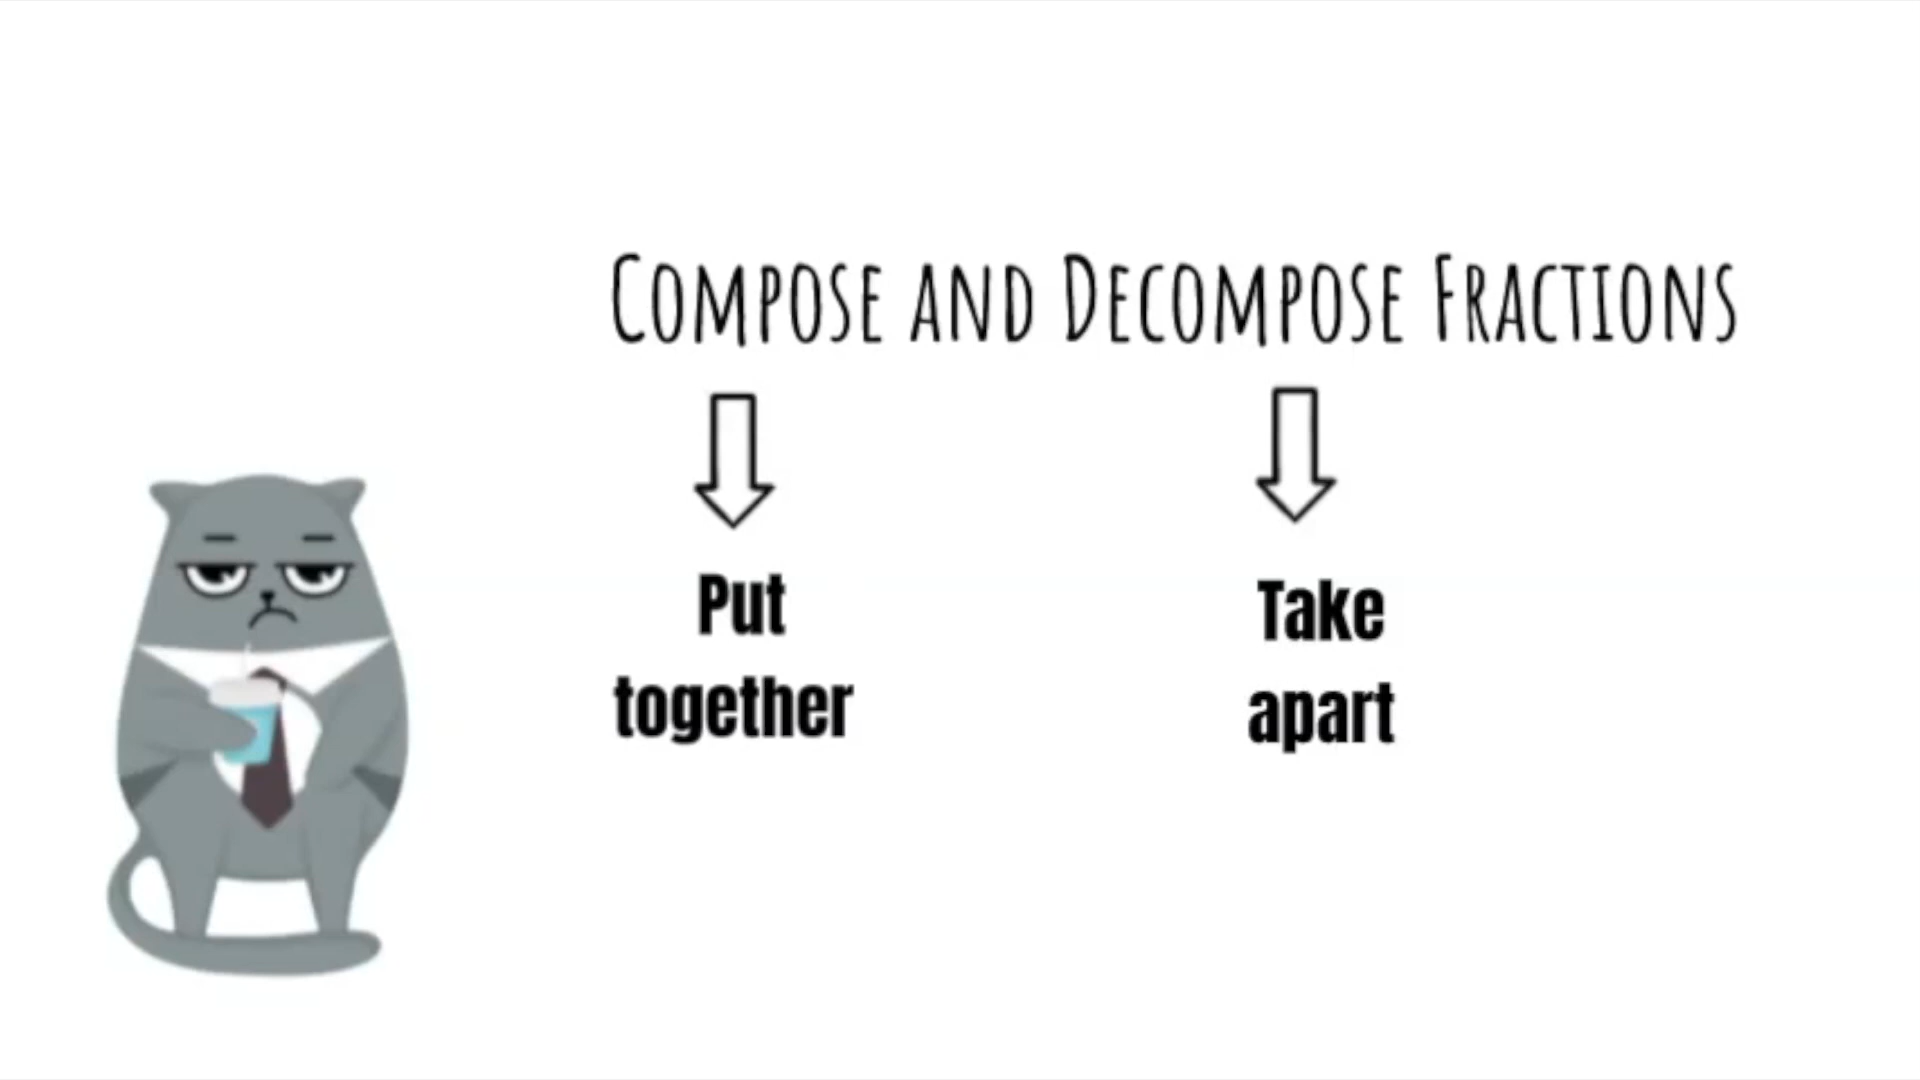 Compose and Decompose Fractions
Put
together
Take
apart